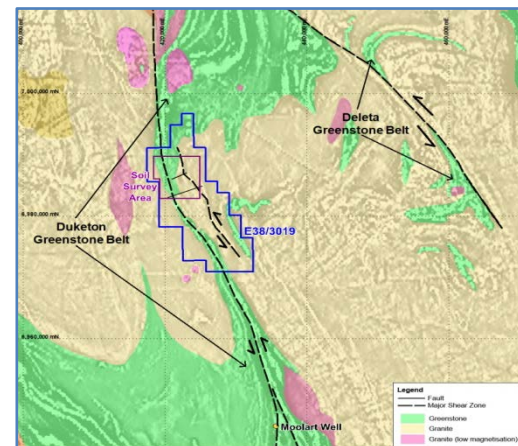 Deleta
Greenstone Belt
Soil
Survey
Area
Duketon
Greenstone Belt
E38/3019
Moolart Well
Legend
Fault
Major Shear Zone
Greenstone
Granite
Granite (low magnetisation)